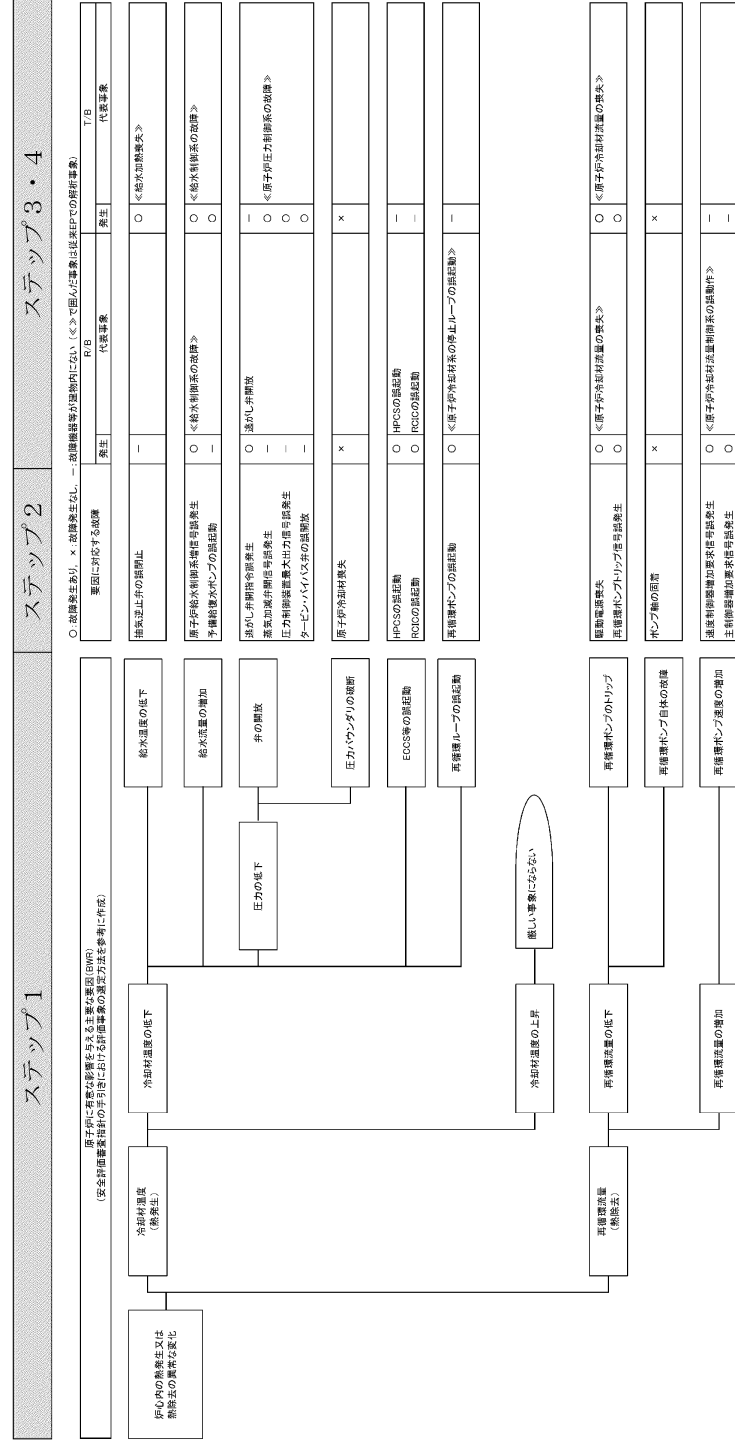 ステップ1
ステップ2
ステップ3・4
原子炉に有意な影響を与える主要な要因(BWR)
(安全評価審査指針の手引きにおける評価事象の選定方法を参考に作成)
○:故障発生あり, ×:故障発生なし, −:故障機器等が建物内にない (≪≫で囲んだ事象は従来EPでの解析事象)
要因に対応する故障
R/B
T/B
発生
代表事象
発生
代表事象
炉心内の熱発生又は
熱除去の異常な変化
冷却材温度
(熱発生)
冷却材温度の低下
給水温度の低下
抽気逆止弁の誤閉止
−
○
≪給水加熱喪失≫
給水流量の増加
原子炉給水制御系増信号誤発生
○
≪給水制御系の故障≫
○
≪給水制御系の故障≫
予備給復水ポンプの誤起動
−
○
圧力の低下
弁の開放
逃がし弁開指令誤発生
○
逃がし弁開放
−
蒸気加減弁開信号誤発生
−
○
≪原子炉圧力制御系の故障≫
圧力制御装置最大出力信号誤発生
−
○
タービン・バイパス弁の誤開放
−
○
圧力バウンダリの破断
原子炉冷却材喪失
×
×
ECCS等の誤起動
HPCSの誤起動
○
HPCSの誤起動
−
RCICの誤起動
○
RCICの誤起動
−
再循環ループの誤起動
再循環ポンプの誤起動
○
≪原子炉冷却材系の停止ループの誤起動≫
−
冷却材温度の上昇
厳しい事象にならない
再循環流量
(熱除去)
再循環流量の低下
再循環ポンプのトリップ
駆動電源喪失
○
≪原子炉冷却材流量の喪失≫
○
≪原子炉冷却材流量の喪失≫
再循環ポンプトリップ信号誤発生
○
○
再循環ポンプ自体の故障
ポンプ軸の固着
×
×
再循環流量の増加
再循環ポンプ速度の増加
速度制御器増加要求信号誤発生
○
≪原子炉冷却材流量制御系の誤動作≫
−
主制御器増加要求信号誤発生
○
−